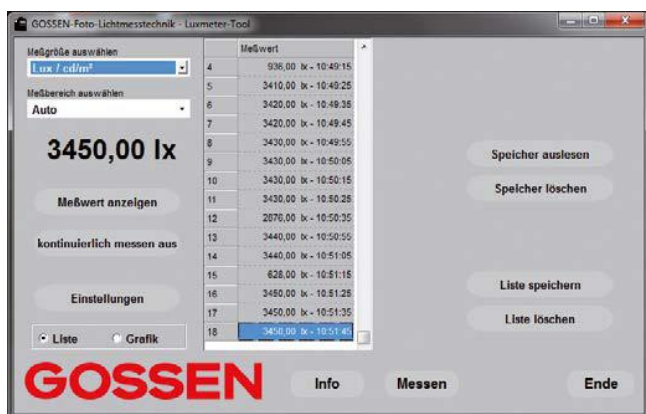 GOSSEN-Foto-Lichtmesstechnik - Luxmeter-Tool
Meßgröße auswählen
Lux / cd/m²
Meßbereich auswählen
Auto
3450,00 lx
Meßwert anzeigen
kontinuierlich messen aus
Einstellungen
Liste
Grafik
Meßwert
4 936,00 lx - 10:49:15
5 3410,00 lx - 10:49:25
6 3420,00 lx - 10:49:35
7 3420,00 lx - 10:49:45
8 3430,00 lx - 10:49:55
9 3430,00 lx - 10:50:05
10 3430,00 lx - 10:50:15
11 3430,00 lx - 10:50:25
12 2876,00 lx - 10:50:35
13 3440,00 lx - 10:50:55
14 3440,00 lx - 10:51:05
15 628,00 lx - 10:51:15
16 3450,00 lx - 10:51:25
17 3450,00 lx - 10:51:35
18 3450,00 lx - 10:51:45
Speicher auslesen
Speicher löschen
Liste speichern
Liste löschen
GOSSEN
Info
Messen
Ende